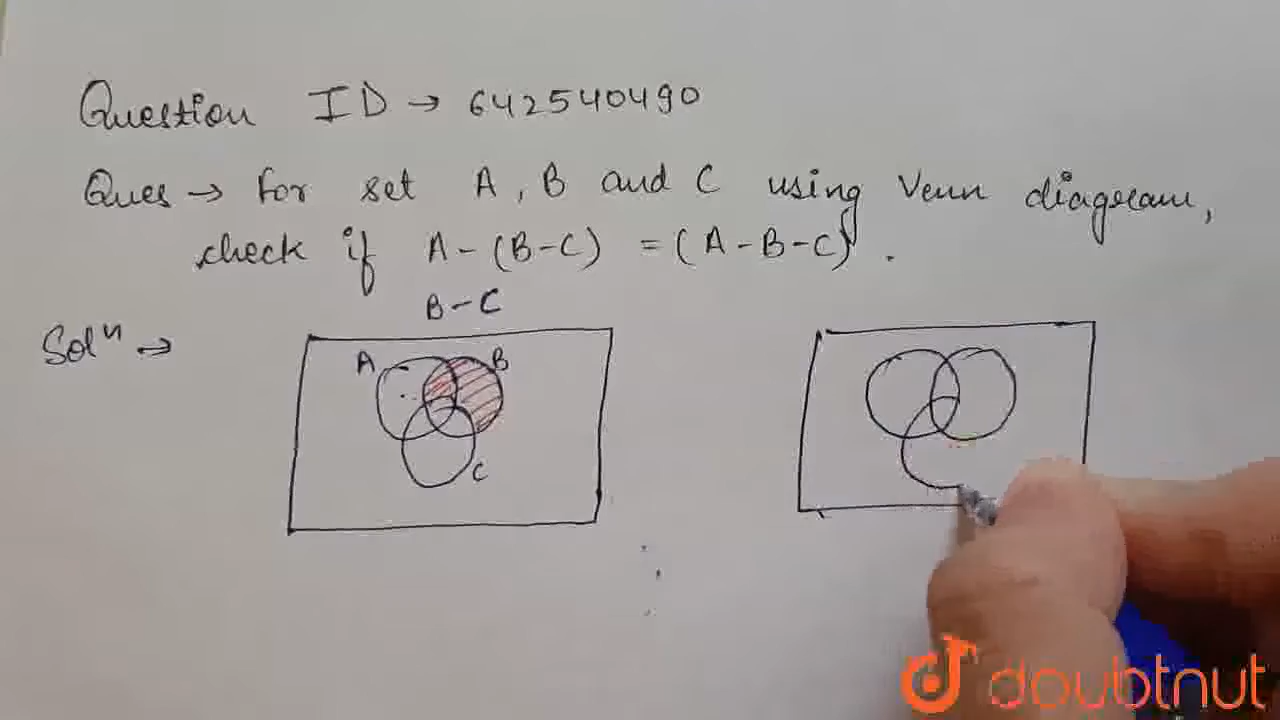 Question ID → 642540490
Ques → For set A, B and C using Venn diagram,
check if A - (B - C) = (A - B - C) .
B - C
Solⁿ →
A B
C
doubtnut